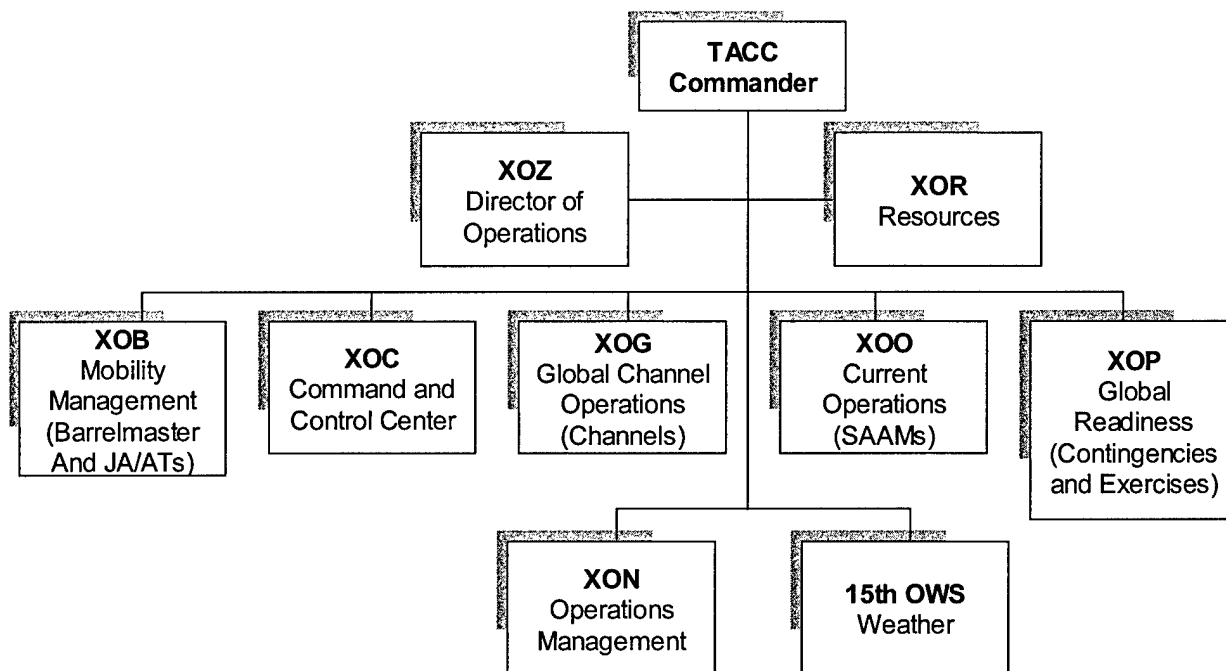 TACC
Commander
XOZ
Director of
Operations
XOR
Resources
XOB
Mobility
Management
(Barrelmaster
And JA/ATs)
XOC
Command and
Control Center
XOG
Global Channel
Operations
(Channels)
XOO
Current
Operations
(SAAMs)
XOP
Global
Readiness
(Contingencies
and Exercises)
XON
Operations
Management
15th OWS
Weather